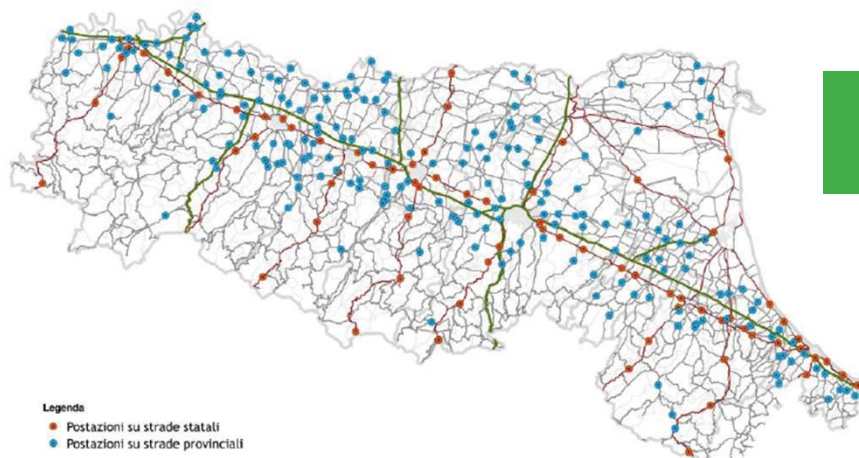 Legenda
Postazioni su strade statali
Postazioni su strade provinciali